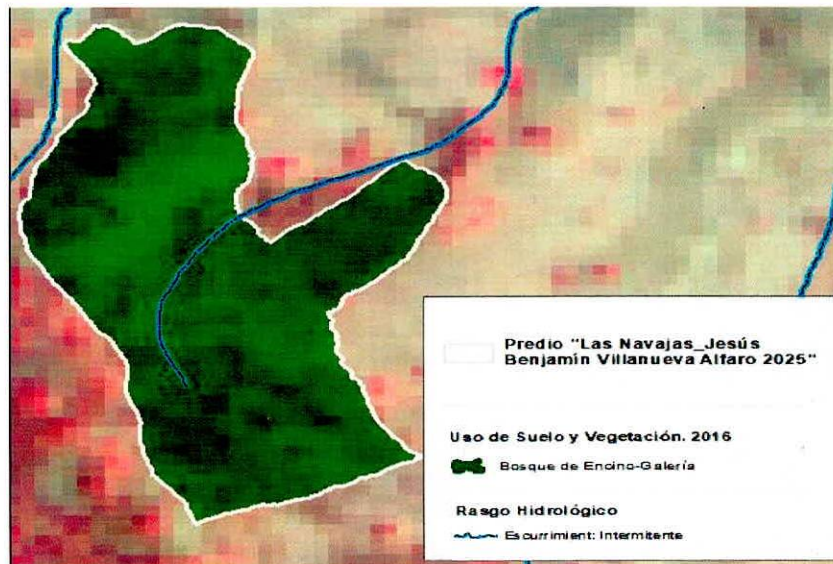 Predio "Las Navajas_Jesús
Benjamín Villanueva Alfaro 2025"
Uso de Suelo y Vegetación. 2016
Bosque de Encino-Galería
Rasgo Hidrológico
Escurrimient: Intermitente